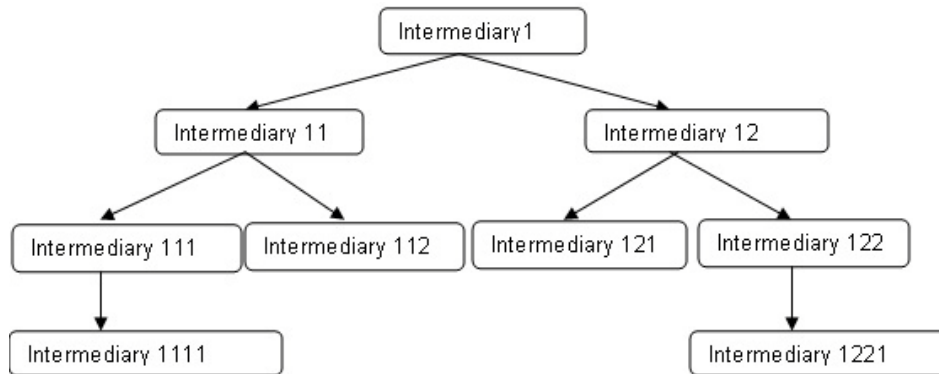 Intermediary1
Intermediary 11
Intermediary 12
Intermediary 111
Intermediary 112
Intermediary 121
Intermediary 122
Intermediary 1111
Intermediary 1221